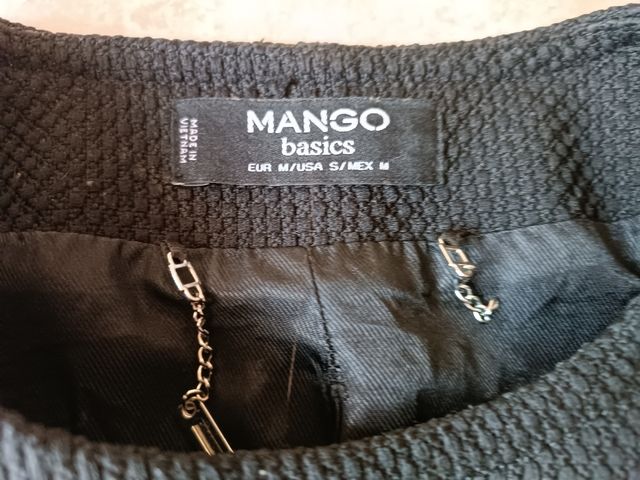 MADE IN
VIETNAM
MANGO
basics
EUR M/USA S/MEX M